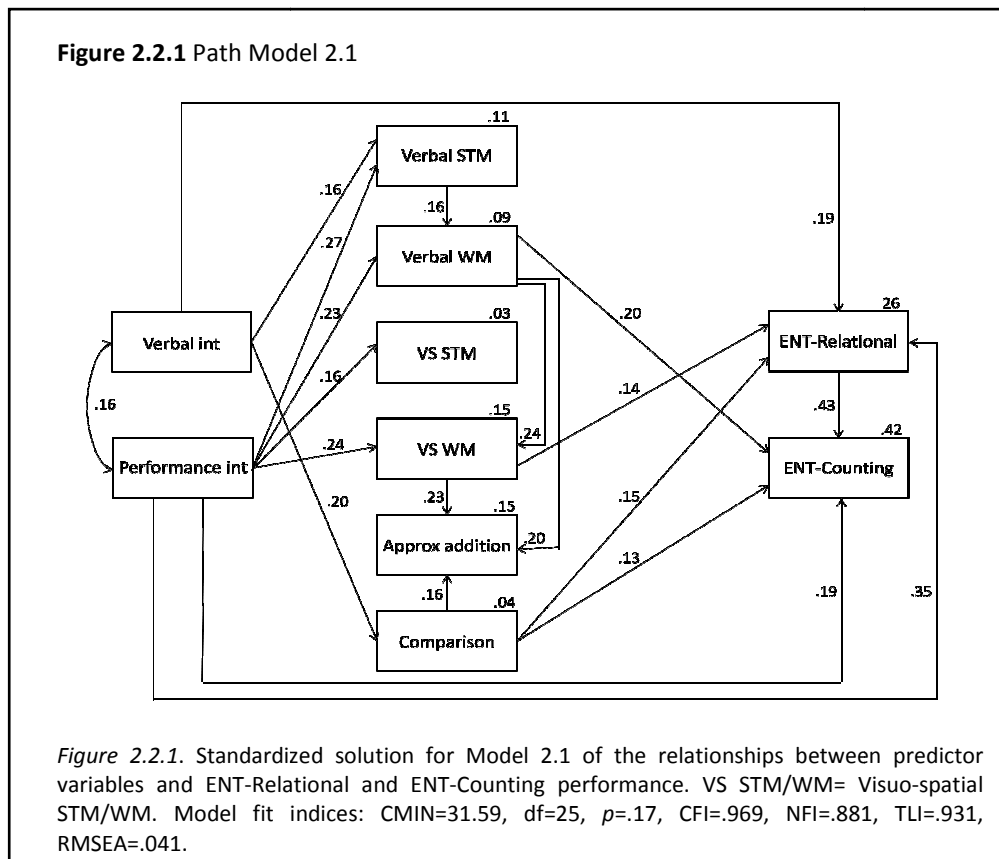 Figure 2.2.1 Path Model 2.1
.11
Verbal STM
.16
.16
.09
.27
Verbal WM
.19
.23
.20
26
.03
Verbal int
VS STM
ENT-Relational
.16
.14
.16
.15
.43
.42
.24
VS WM
.24
Performance int
ENT-Counting
.20
.23
.15
.15
Approx addition
.20
.13
.16
.04
.19
.35
Comparison
Figure 2.2.1. Standardized solution for Model 2.1 of the relationships between predictor
variables and ENT-Relational and ENT-Counting performance. VS STM/WM= Visuo-spatial
STM/WM. Model fit indices: CMIN=31.59, df=25, p=.17, CFI=.969, NFI=.881, TLI=.931,
RMSEA=.041.